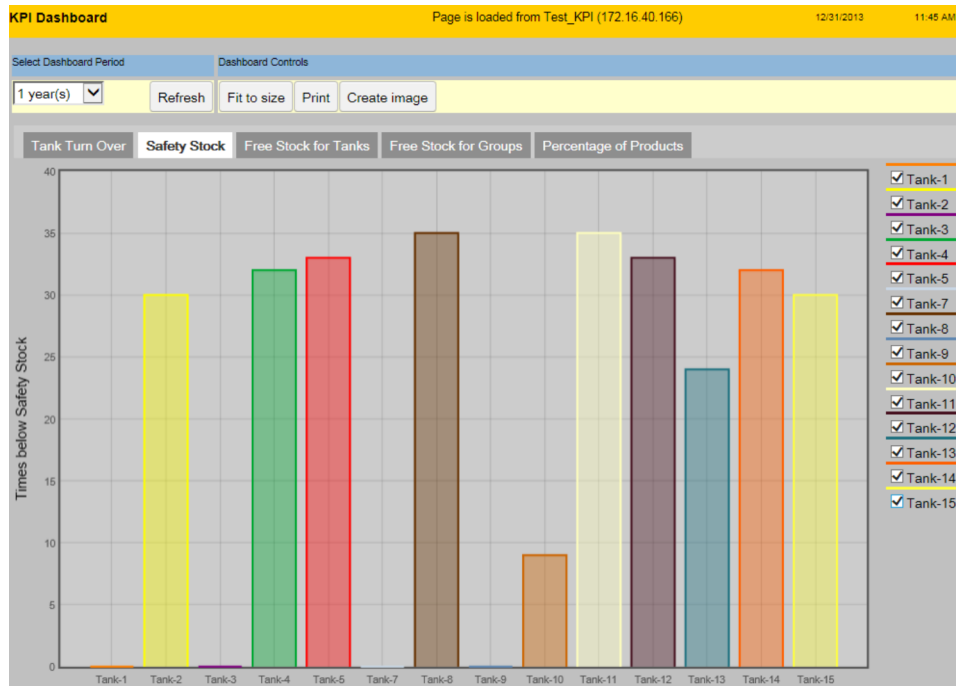 KPI Dashboard Page is loaded from Test_KPI (172.16.40.166) 12/31/2013 11:45 AM
Select Dashboard Period Dashboard Controls
1 year(s) Refresh Fit to size Print Create image
Tank Turn Over Safety Stock Free Stock for Tanks Free Stock for Groups Percentage of Products
Times below Safety Stock
40
35
30
25
20
15
10
5
0
Tank-1 Tank-2 Tank-3 Tank-4 Tank-5 Tank-7 Tank-8 Tank-9 Tank-10 Tank-11 Tank-12 Tank-13 Tank-14 Tank-15
Tank-1
Tank-2
Tank-3
Tank-4
Tank-5
Tank-7
Tank-8
Tank-9
Tank-10
Tank-11
Tank-12
Tank-13
Tank-14
Tank-15